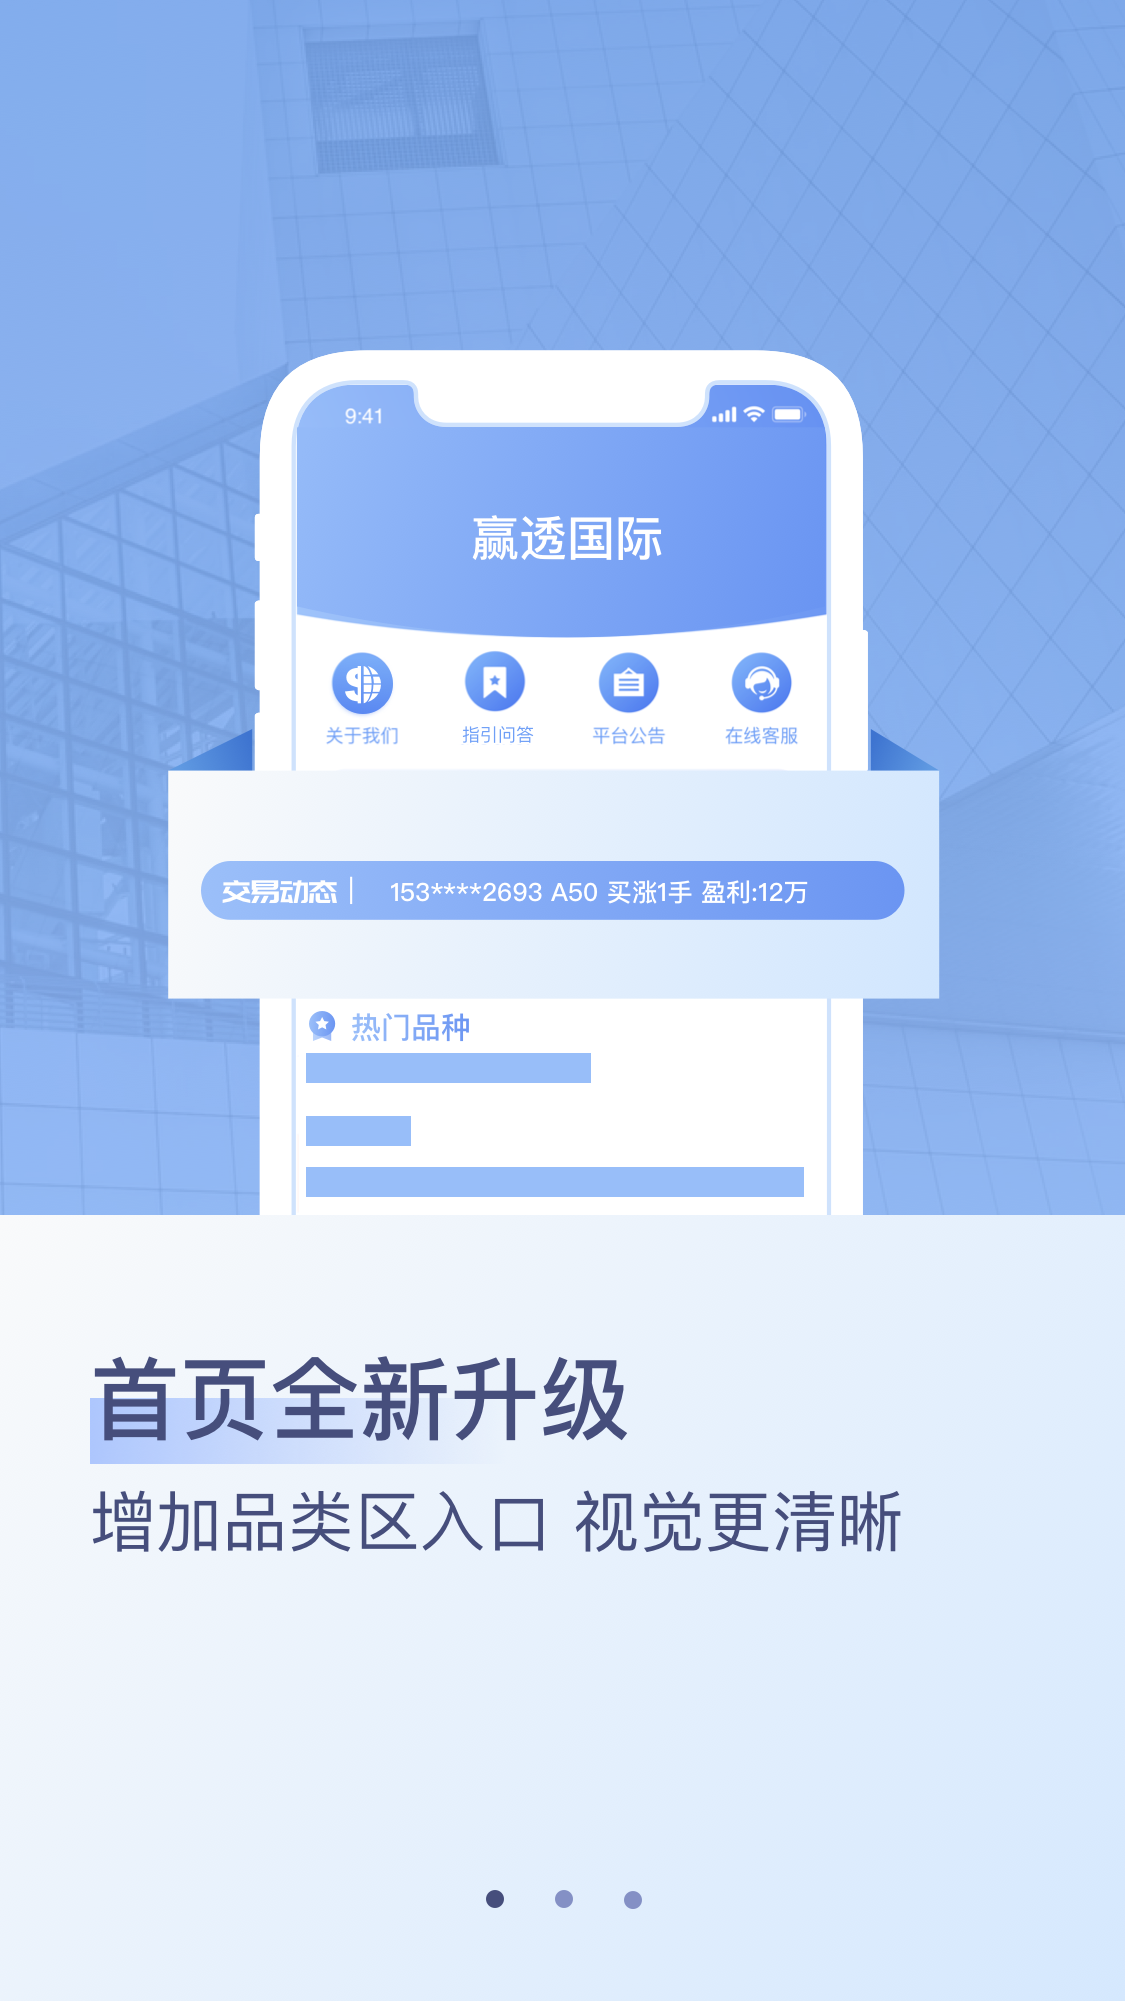 9:41
赢透国际
关于我们 指引问答 平台公告 在线客服
交易动态 | 153****2693 A50 买涨1手 盈利:12万
热门品种
首页全新升级
增加品类区入口 视觉更清晰